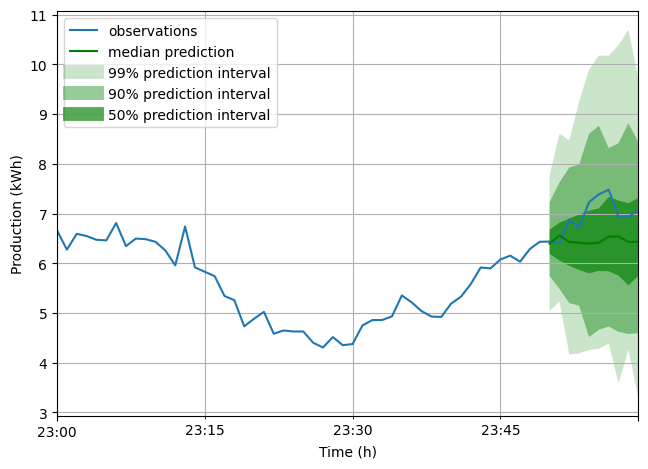 observations
median prediction
99% prediction interval
90% prediction interval
50% prediction interval
11
10
9
8
7
6
5
4
3
Production (kWh)
23:00
23:15
23:30
23:45
Time (h)